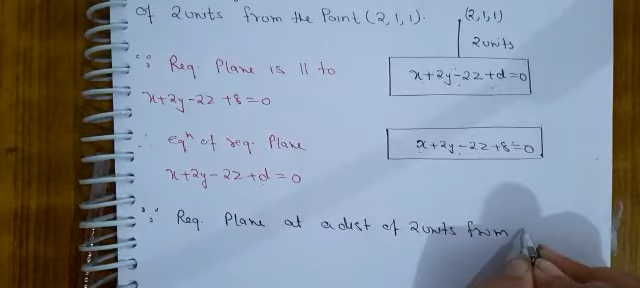 of 2units from the Point (2,1,1).
(2,1,1)
2units
x+2y-2z+d=0
∵ Req. Plane is || to
x+2y-2z+8=0
x+2y-2z+8=0
∴ eqⁿ of req. Plane
x+2y-2z+d=0
∵ Req. Plane at a dist of 2units from